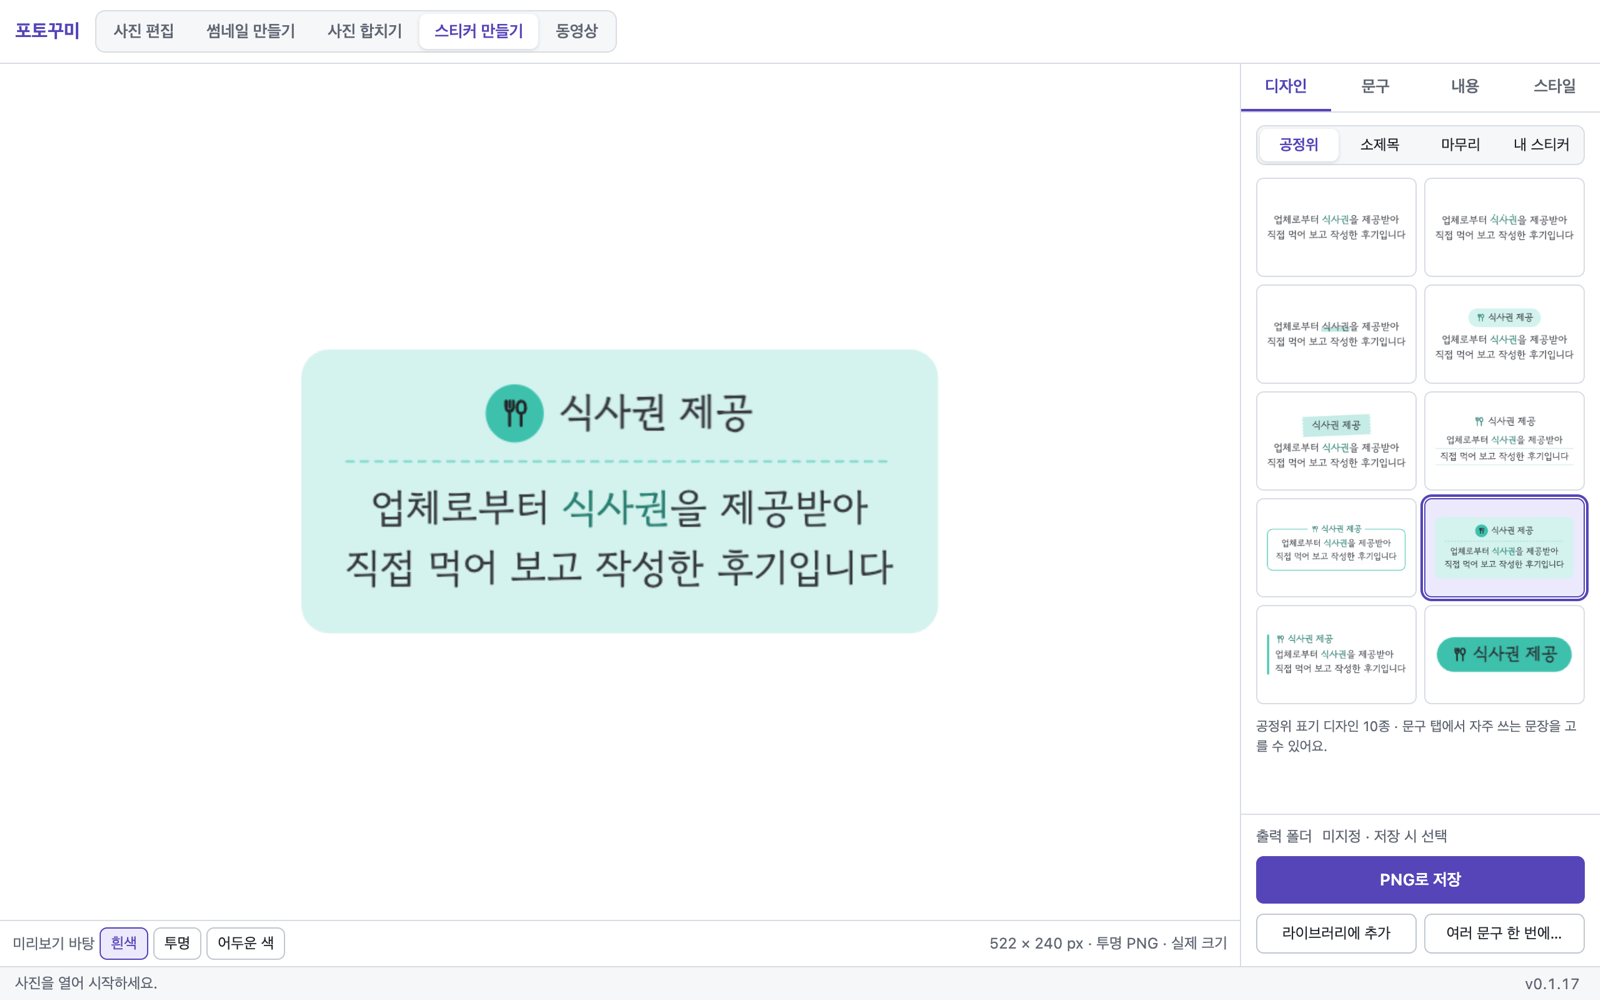 포토꾸미
사진 편집
썸네일 만들기
사진 합치기
스티커 만들기
동영상
디자인
문구
내용
스타일
공정위
소제목
마무리
내 스티커
업체로부터 식사권을 제공받아
직접 먹어 보고 작성한 후기입니다
업체로부터 식사권을 제공받아
직접 먹어 보고 작성한 후기입니다
업체로부터 식사권을 제공받아
직접 먹어 보고 작성한 후기입니다
식사권 제공
업체로부터 식사권을 제공받아
직접 먹어 보고 작성한 후기입니다
식사권 제공
업체로부터 식사권을 제공받아
직접 먹어 보고 작성한 후기입니다
식사권 제공
업체로부터 식사권을 제공받아
직접 먹어 보고 작성한 후기입니다
식사권 제공
업체로부터 식사권을 제공받아
직접 먹어 보고 작성한 후기입니다
식사권 제공
업체로부터 식사권을 제공받아
직접 먹어 보고 작성한 후기입니다
식사권 제공
업체로부터 식사권을 제공받아
직접 먹어 보고 작성한 후기입니다
식사권 제공
공정위 표기 디자인 10종 · 문구 탭에서 자주 쓰는 문장을 고
를 수 있어요.
식사권 제공
업체로부터 식사권을 제공받아
직접 먹어 보고 작성한 후기입니다
출력 폴더 미지정 · 저장 시 선택
PNG로 저장
라이브러리에 추가
여러 문구 한 번에...
미리보기 바탕
흰색
투명
어두운 색
522 × 240 px · 투명 PNG · 실제 크기
사진을 열어 시작하세요.
v0.1.17